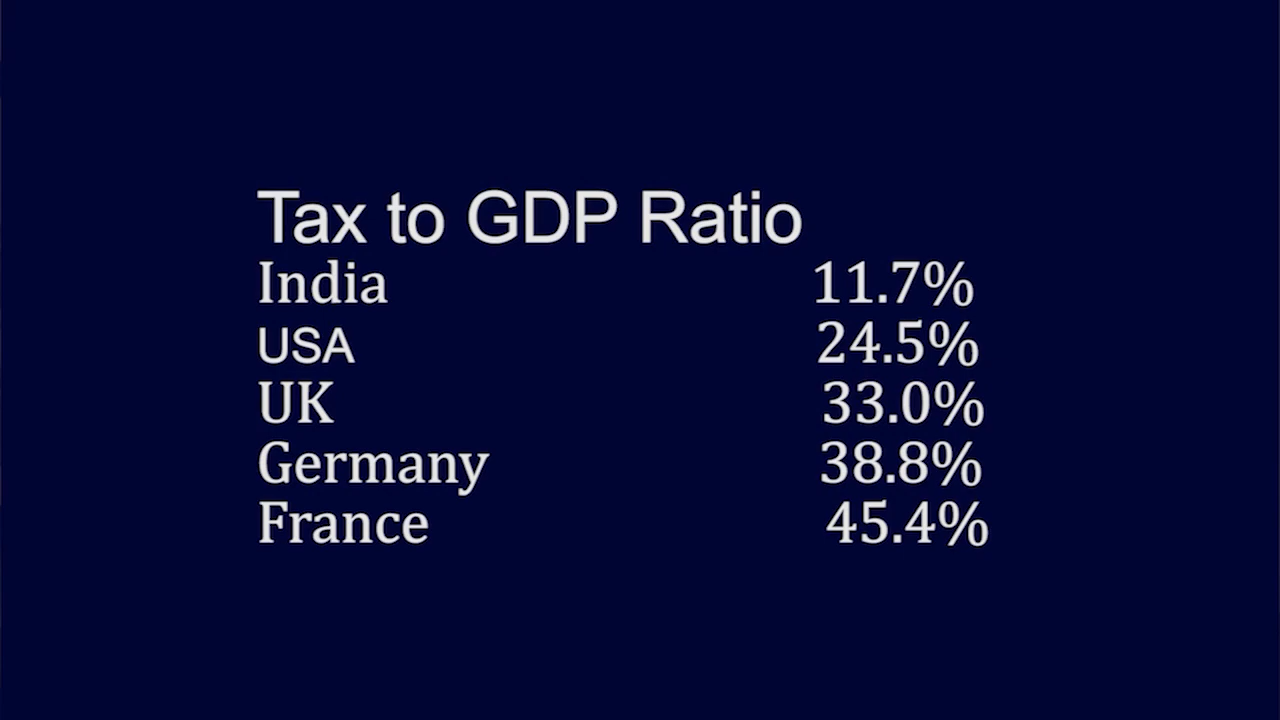 Tax to GDP Ratio
India 11.7%
USA 24.5%
UK 33.0%
Germany 38.8%
France 45.4%